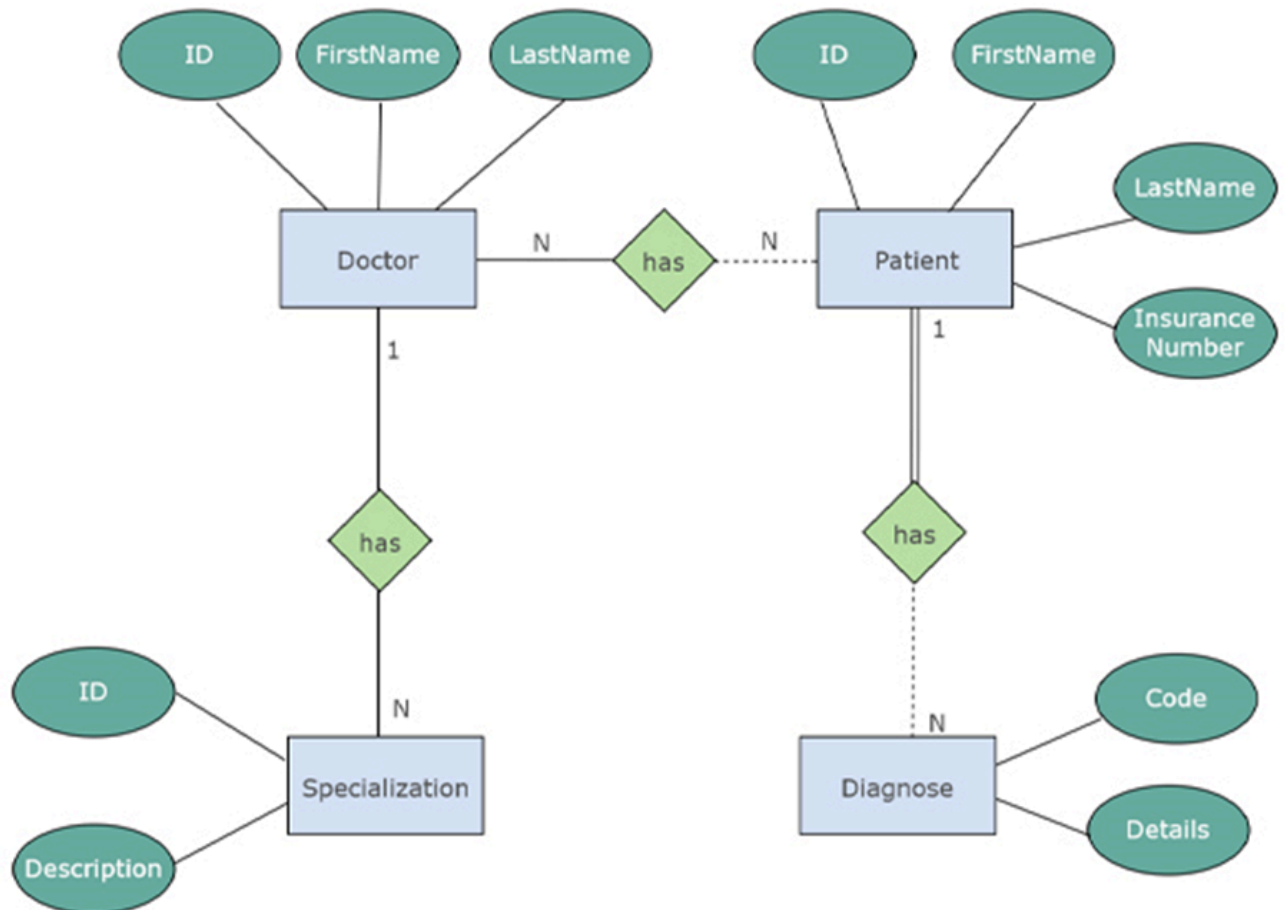 ID
FirstName
LastName
ID
FirstName
LastName
Doctor
N
has
N
Patient
Insurance
Number
1
1
has
has
ID
N
Specialization
Description
N
Diagnose
Code
Details